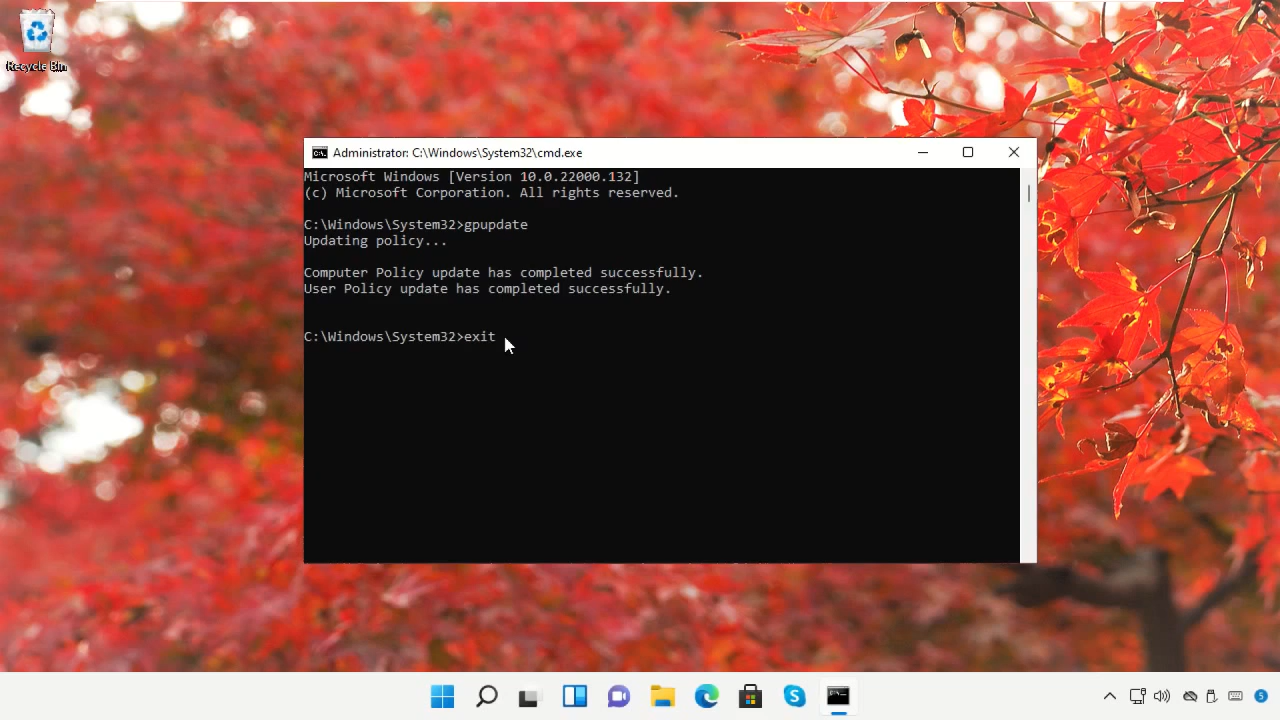 Recycle Bin
Administrator: C:\Windows\System32\cmd.exe
Microsoft Windows [Version 10.0.22000.132]
(c) Microsoft Corporation. All rights reserved.
C:\Windows\System32>gpupdate
Updating policy...
Computer Policy update has completed successfully.
User Policy update has completed successfully.
C:\Windows\System32>exit
5